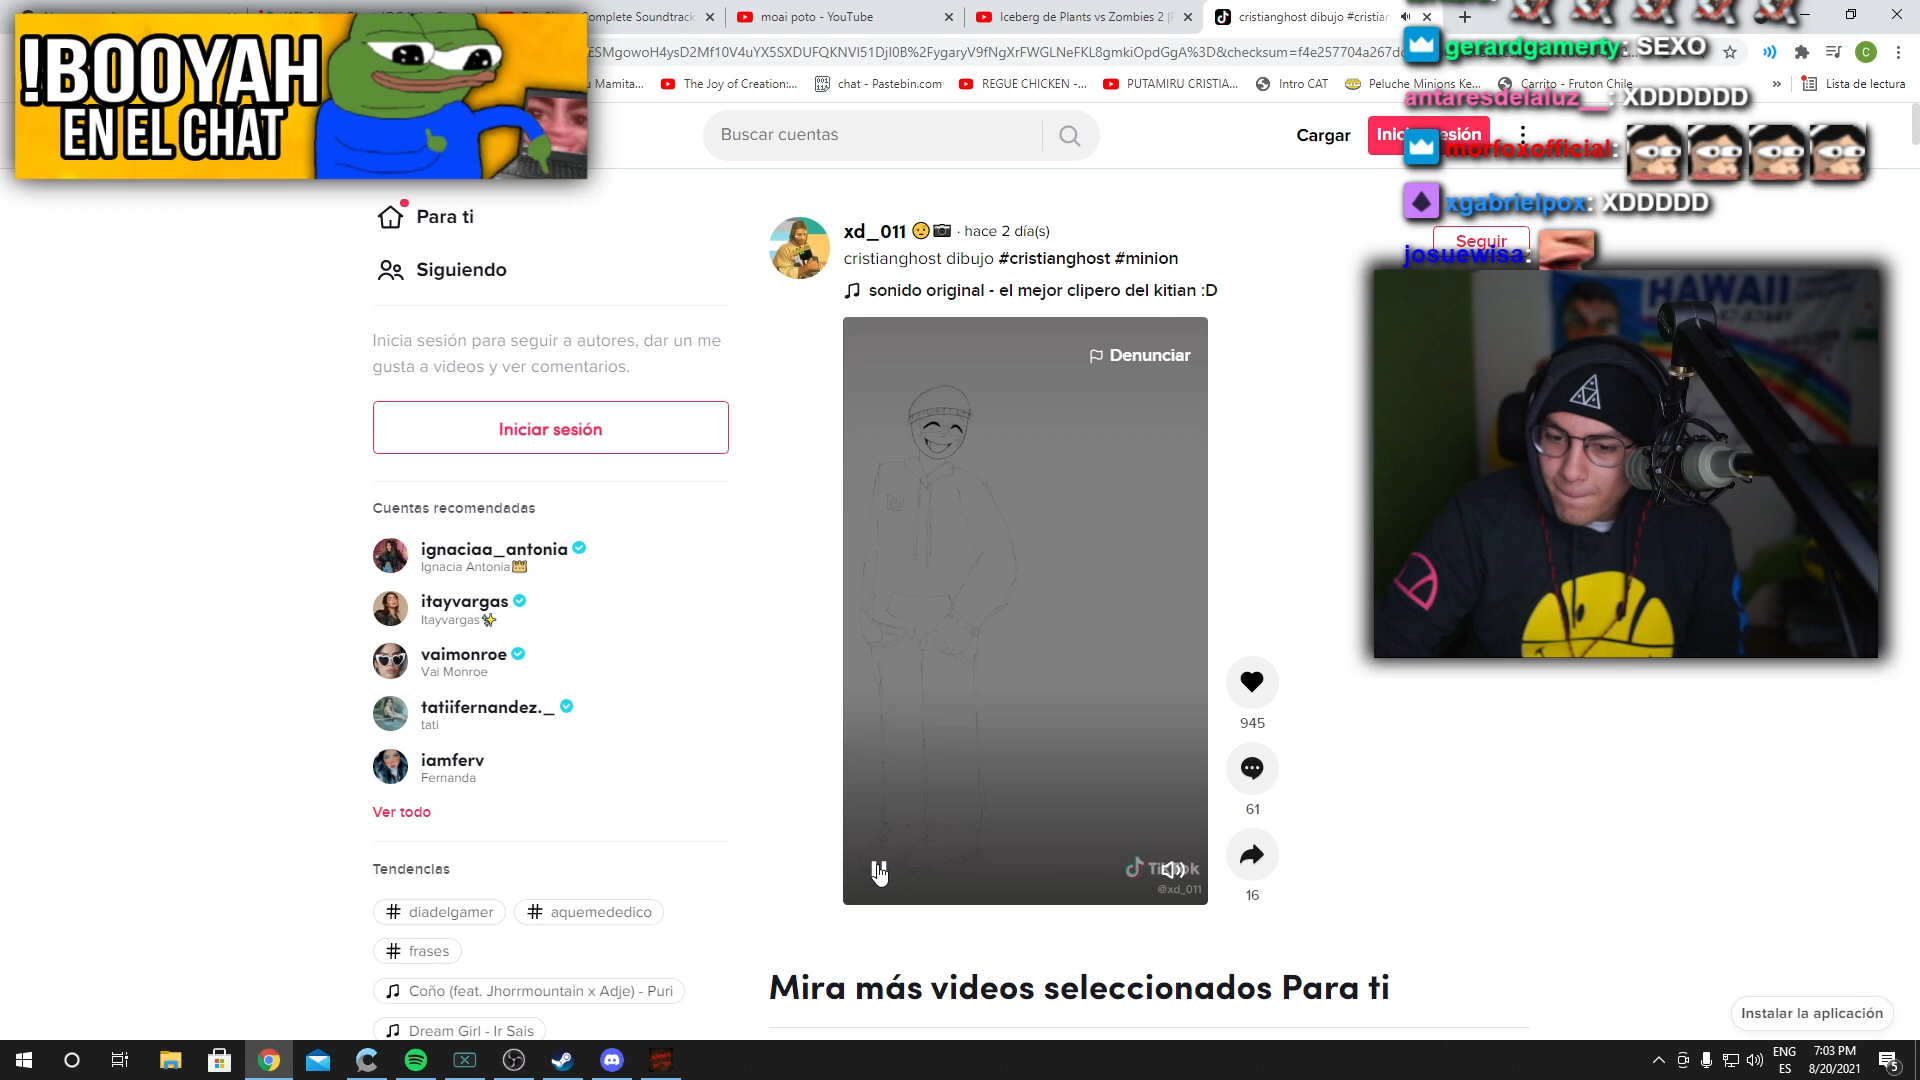 Complete Soundtrack
moai poto - YouTube
Iceberg de Plants vs Zombies 2 |
cristianghost dibujo #cristian
!BOOYAH
EN EL CHAT
gerardgamerty: SEXO
u Mamita...
The Joy of Creation:...
chat - Pastebin.com
REGUE CHICKEN -...
PUTAMIRU CRISTIA...
Intro CAT
Peluche Minions Ke...
Carrito - Fruton Chile
»
Lista de lectura
antaresdelaluz__: XDDDDDD
Buscar cuentas
Cargar
Iniciar sesión
morfoxofficial:
xgabrielpox: XDDDDD
Seguir
josuewisa:
Para ti
Siguiendo
xd_011 · hace 2 día(s)
cristianghost dibujo #cristianghost #minion
sonido original - el mejor clipero del kitian :D
Denunciar
HAWAII
Inicia sesión para seguir a autores, dar un me
gusta a videos y ver comentarios.
Iniciar sesión
Cuentas recomendadas
ignaciaa_antonia
Ignacia Antonia
itayvargas
Itayvargas
vaimonroe
Vai Monroe
tatiifernandez._
tati
iamferv
Fernanda
Ver todo
945
61
16
TikTok
@xd_011
Tendencias
# diadelgamer
# aquemededico
# frases
Coño (feat. Jhorrmountain x Adje) - Puri
Dream Girl - Ir Sais
Mira más videos seleccionados Para ti
Instalar la aplicación
ENG
ES
7:03 PM
8/20/2021
5